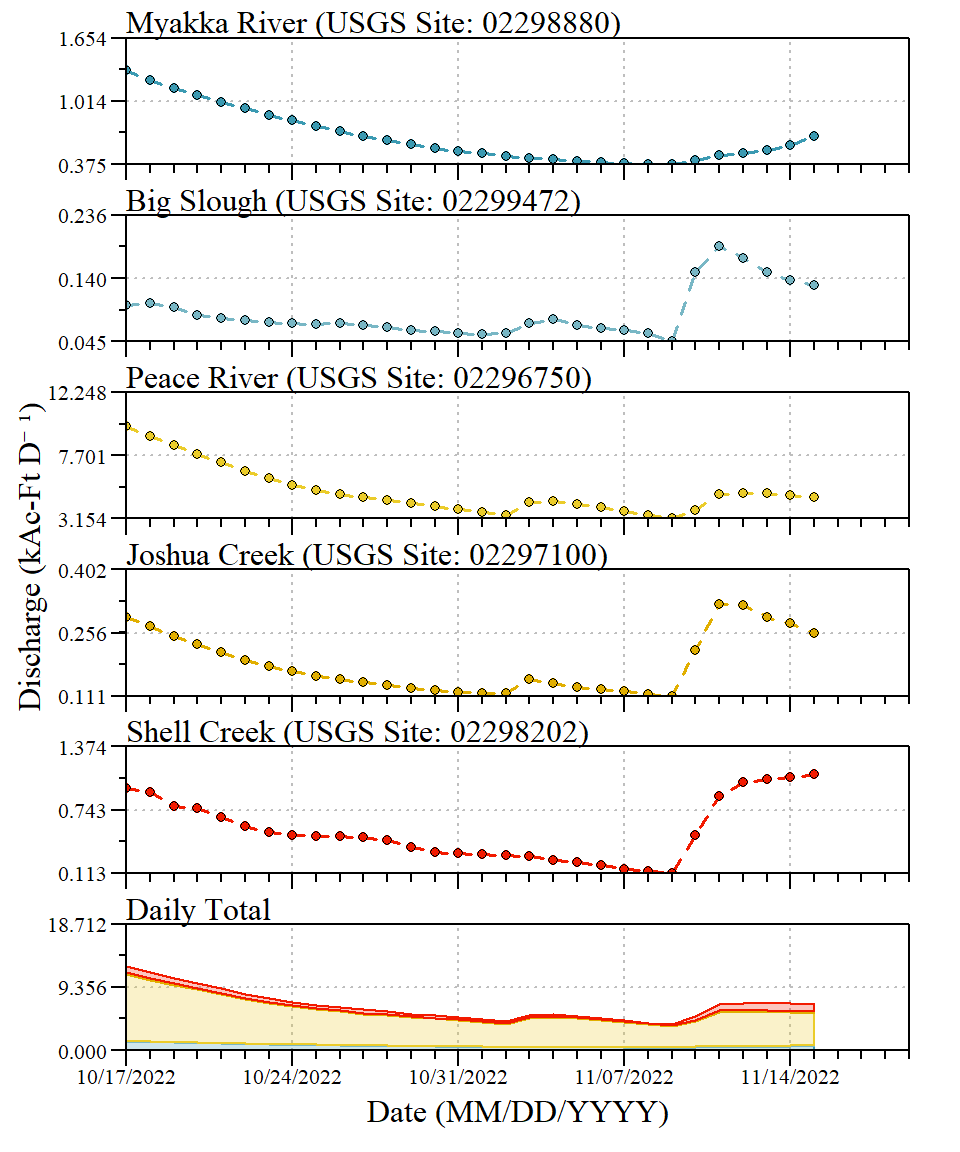 Myakka River (USGS Site: 02298880)
1.654
1.014
0.375
Big Slough (USGS Site: 02299472)
0.236
0.140
0.045
Peace River (USGS Site: 02296750)
12.248
7.701
3.154
Joshua Creek (USGS Site: 02297100)
0.402
0.256
0.111
Shell Creek (USGS Site: 02298202)
1.374
0.743
0.113
Daily Total
18.712
9.356
0.000
Discharge (kAc-Ft D⁻¹)
10/17/2022 10/24/2022 10/31/2022 11/07/2022 11/14/2022
Date (MM/DD/YYYY)